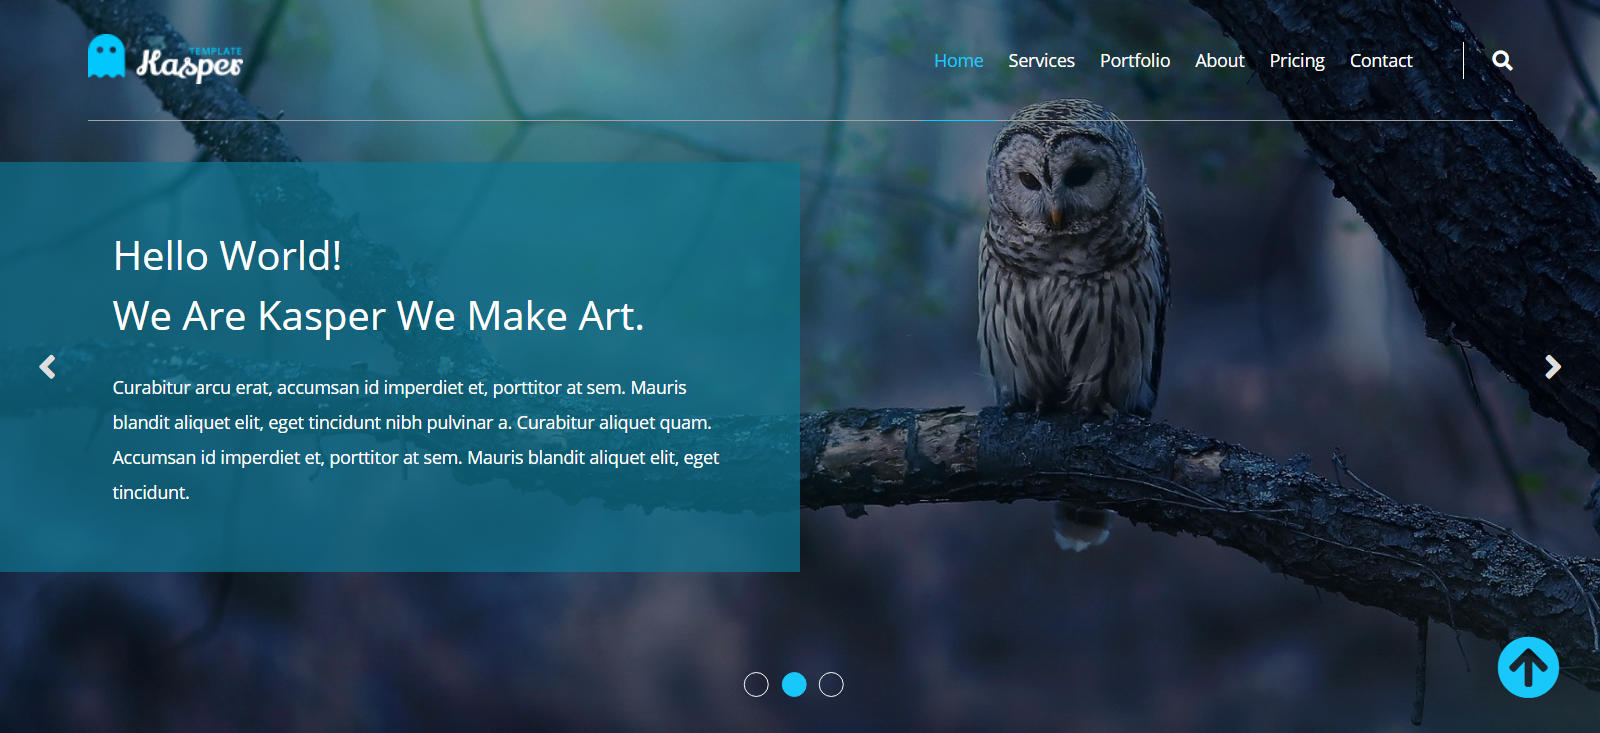 TEMPLATE
Kasper
Home Services Portfolio About Pricing Contact
Hello World!
We Are Kasper We Make Art.
Curabitur arcu erat, accumsan id imperdiet et, porttitor at sem. Mauris
blandit aliquet elit, eget tincidunt nibh pulvinar a. Curabitur aliquet quam.
Accumsan id imperdiet et, porttitor at sem. Mauris blandit aliquet elit, eget
tincidunt.